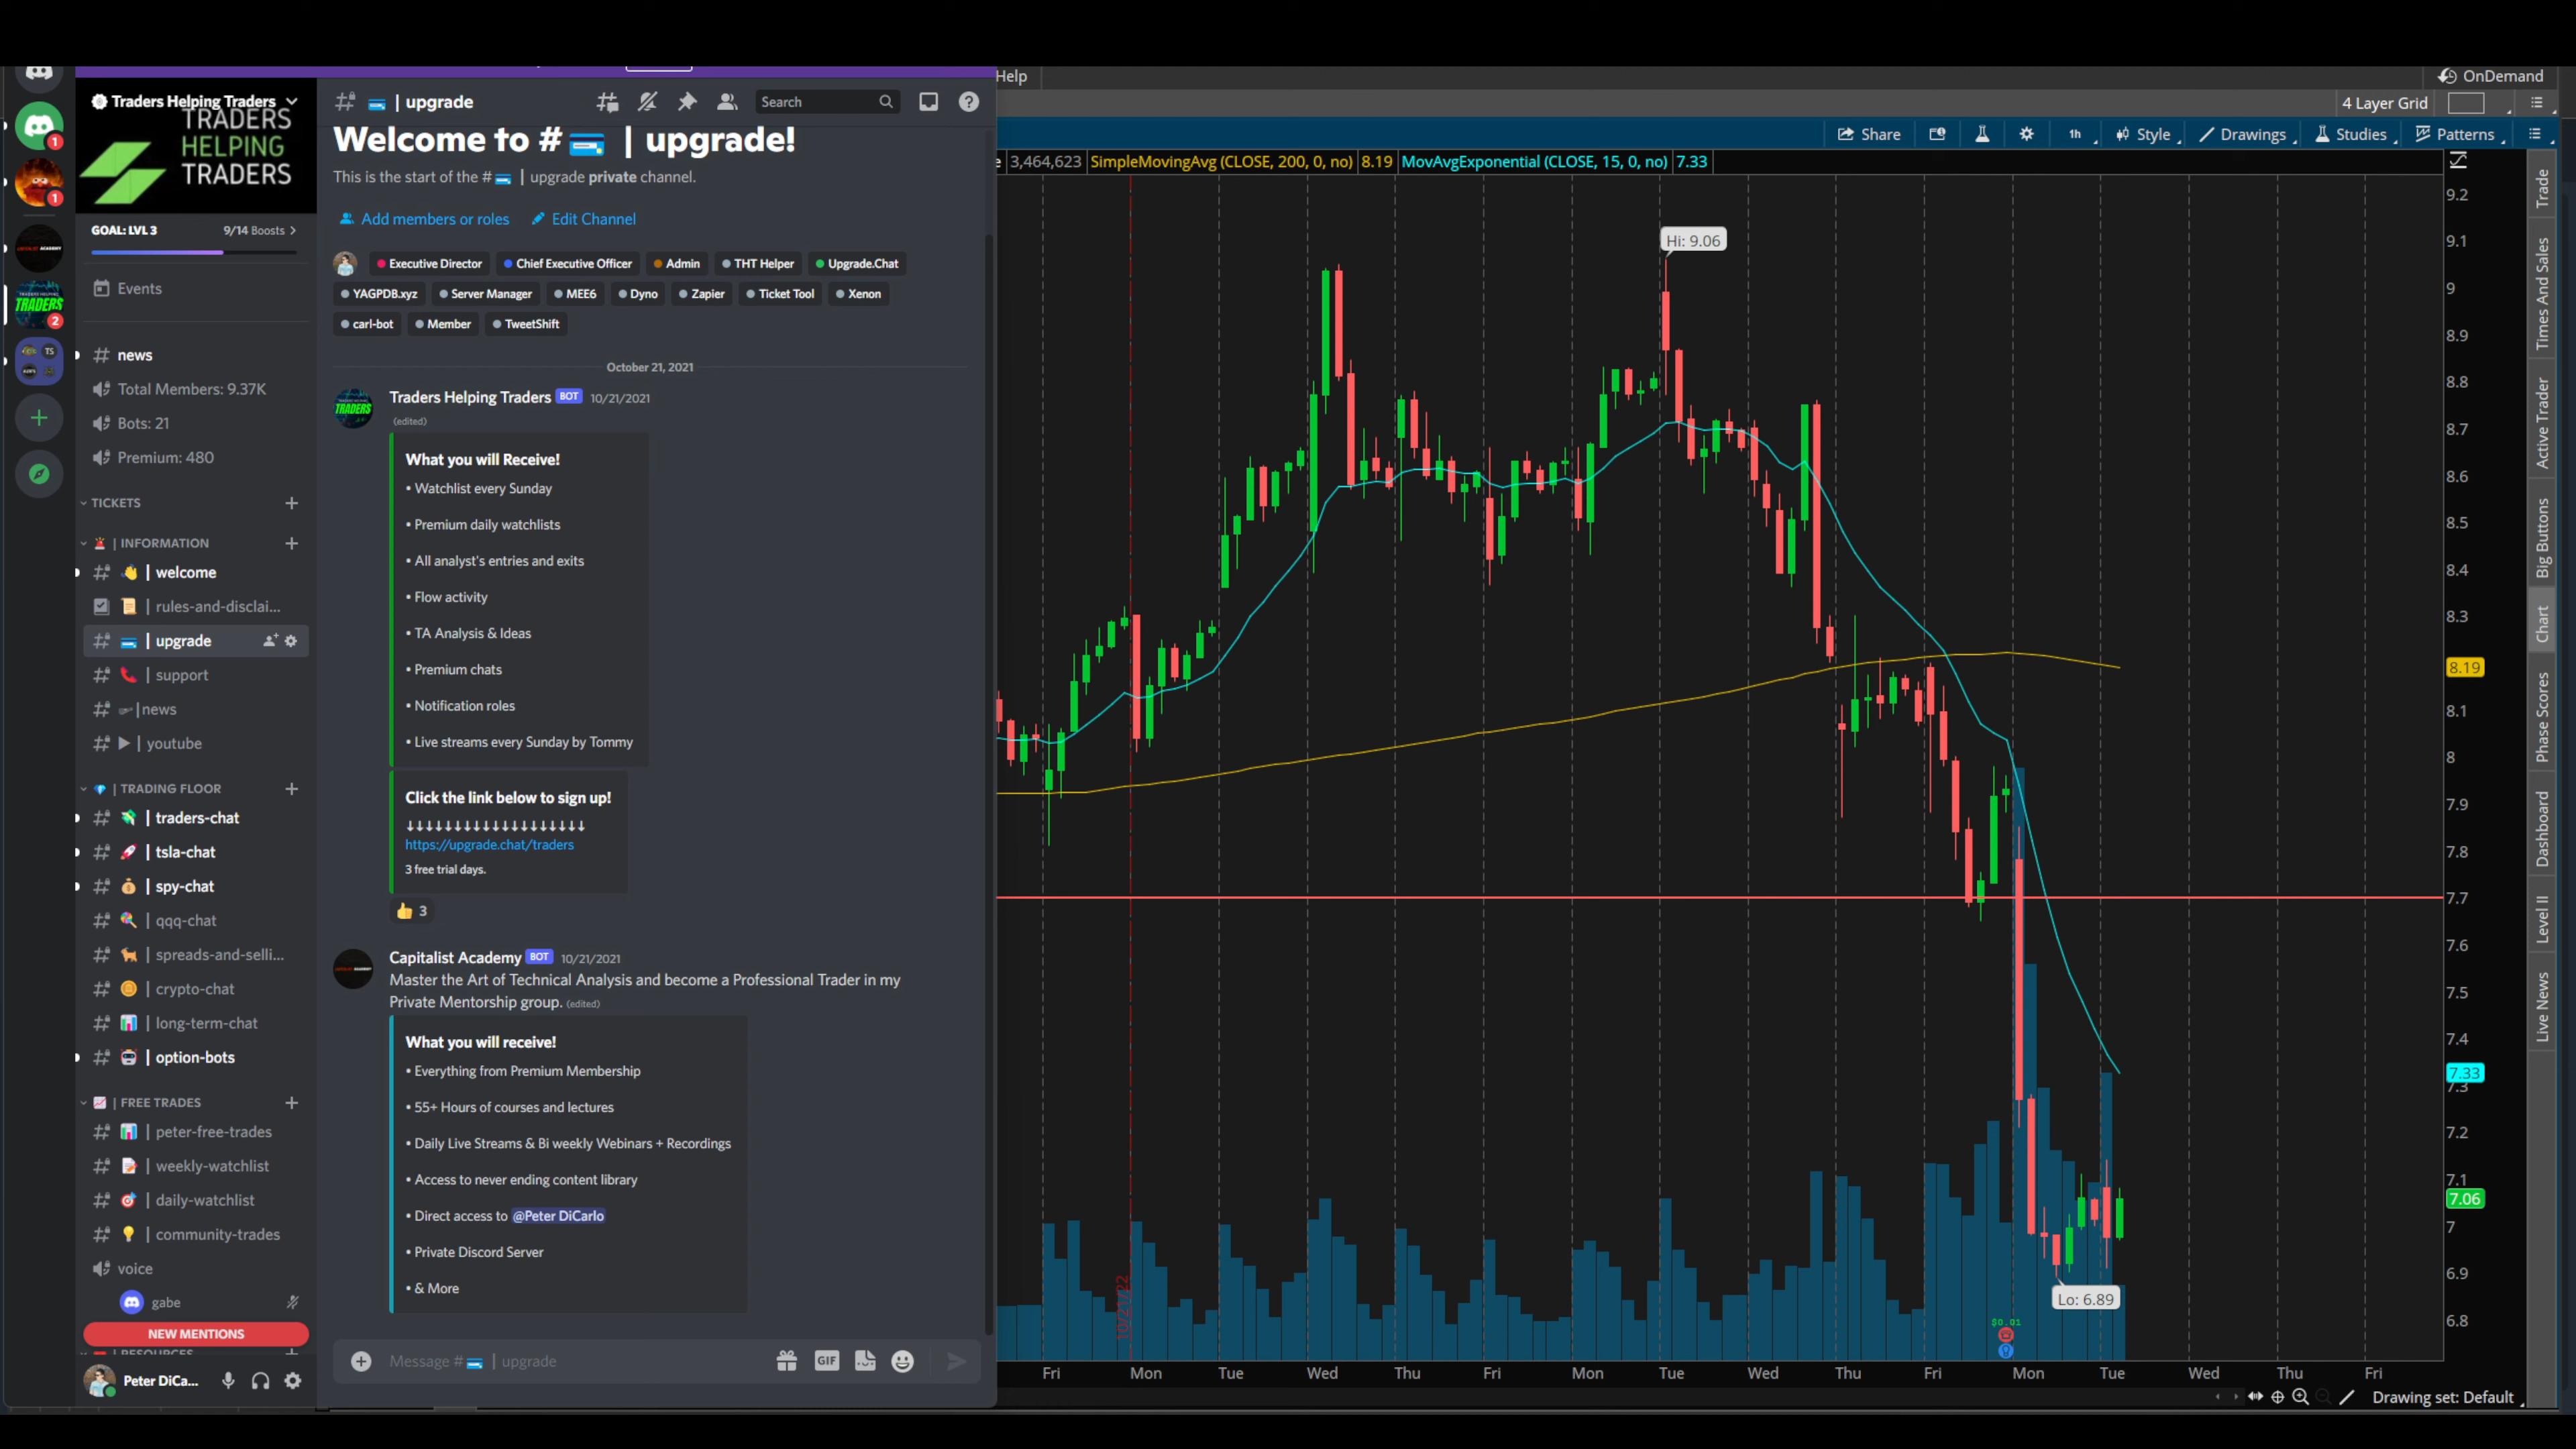 Traders Helping Traders
TRADERS
HELPING
TRADERS
GOAL: LVL 3
9/14 Boosts
Events
news
Total Members: 9.37K
Bots: 21
Premium: 480
TICKETS
| INFORMATION
| welcome
| rules-and-disclai...
| upgrade
| support
|news
| youtube
| TRADING FLOOR
| traders-chat
| tsla-chat
| spy-chat
| qqq-chat
| spreads-and-selli...
| crypto-chat
| long-term-chat
| option-bots
| FREE TRADES
| peter-free-trades
| weekly-watchlist
| daily-watchlist
| community-trades
voice
gabe
NEW MENTIONS
Peter DiCa...
1
1
TRADERS
2
TS
| upgrade
Search
Welcome to # | upgrade!
This is the start of the # | upgrade private channel.
Add members or roles
Edit Channel
Executive Director
Chief Executive Officer
Admin
THT Helper
Upgrade.Chat
YAGPDB.xyz
Server Manager
MEE6
Dyno
Zapier
Ticket Tool
Xenon
carl-bot
Member
TweetShift
October 21, 2021
Traders Helping Traders BOT 10/21/2021
(edited)
What you will Receive!
• Watchlist every Sunday
• Premium daily watchlists
• All analyst's entries and exits
• Flow activity
• TA Analysis & Ideas
• Premium chats
• Notification roles
• Live streams every Sunday by Tommy
Click the link below to sign up!
↓↓↓↓↓↓↓↓↓↓↓↓↓↓↓↓↓↓↓
https://upgrade.chat/traders
3 free trial days.
3
Capitalist Academy BOT 10/21/2021
Master the Art of Technical Analysis and become a Professional Trader in my
Private Mentorship group. (edited)
What you will receive!
• Everything from Premium Membership
• 55+ Hours of courses and lectures
• Daily Live Streams & Bi weekly Webinars + Recordings
• Access to never ending content library
• Direct access to @Peter DiCarlo
• Private Discord Server
• & More
Message # | upgrade
GIF
Help
OnDemand
4 Layer Grid
Share
1h
Style
Drawings
Studies
Patterns
e 3,464,623 SimpleMovingAvg (CLOSE, 200, 0, no) 8.19 MovAvgExponential (CLOSE, 15, 0, no) 7.33
Hi: 9.06
Lo: 6.89
10/21/22
$0.01
9.2
9.1
9
8.9
8.8
8.7
8.6
8.5
8.4
8.3
8.19
8.1
8
7.9
7.8
7.7
7.6
7.5
7.4
7.33
7.3
7.2
7.1
7.06
7
6.9
6.8
Fri
Mon
Tue
Wed
Thu
Fri
Mon
Tue
Wed
Thu
Fri
Mon
Tue
Wed
Thu
Fri
Drawing set: Default
Trade
Times And Sales
Active Trader
Big Buttons
Chart
Phase Scores
Dashboard
Level II
Live News